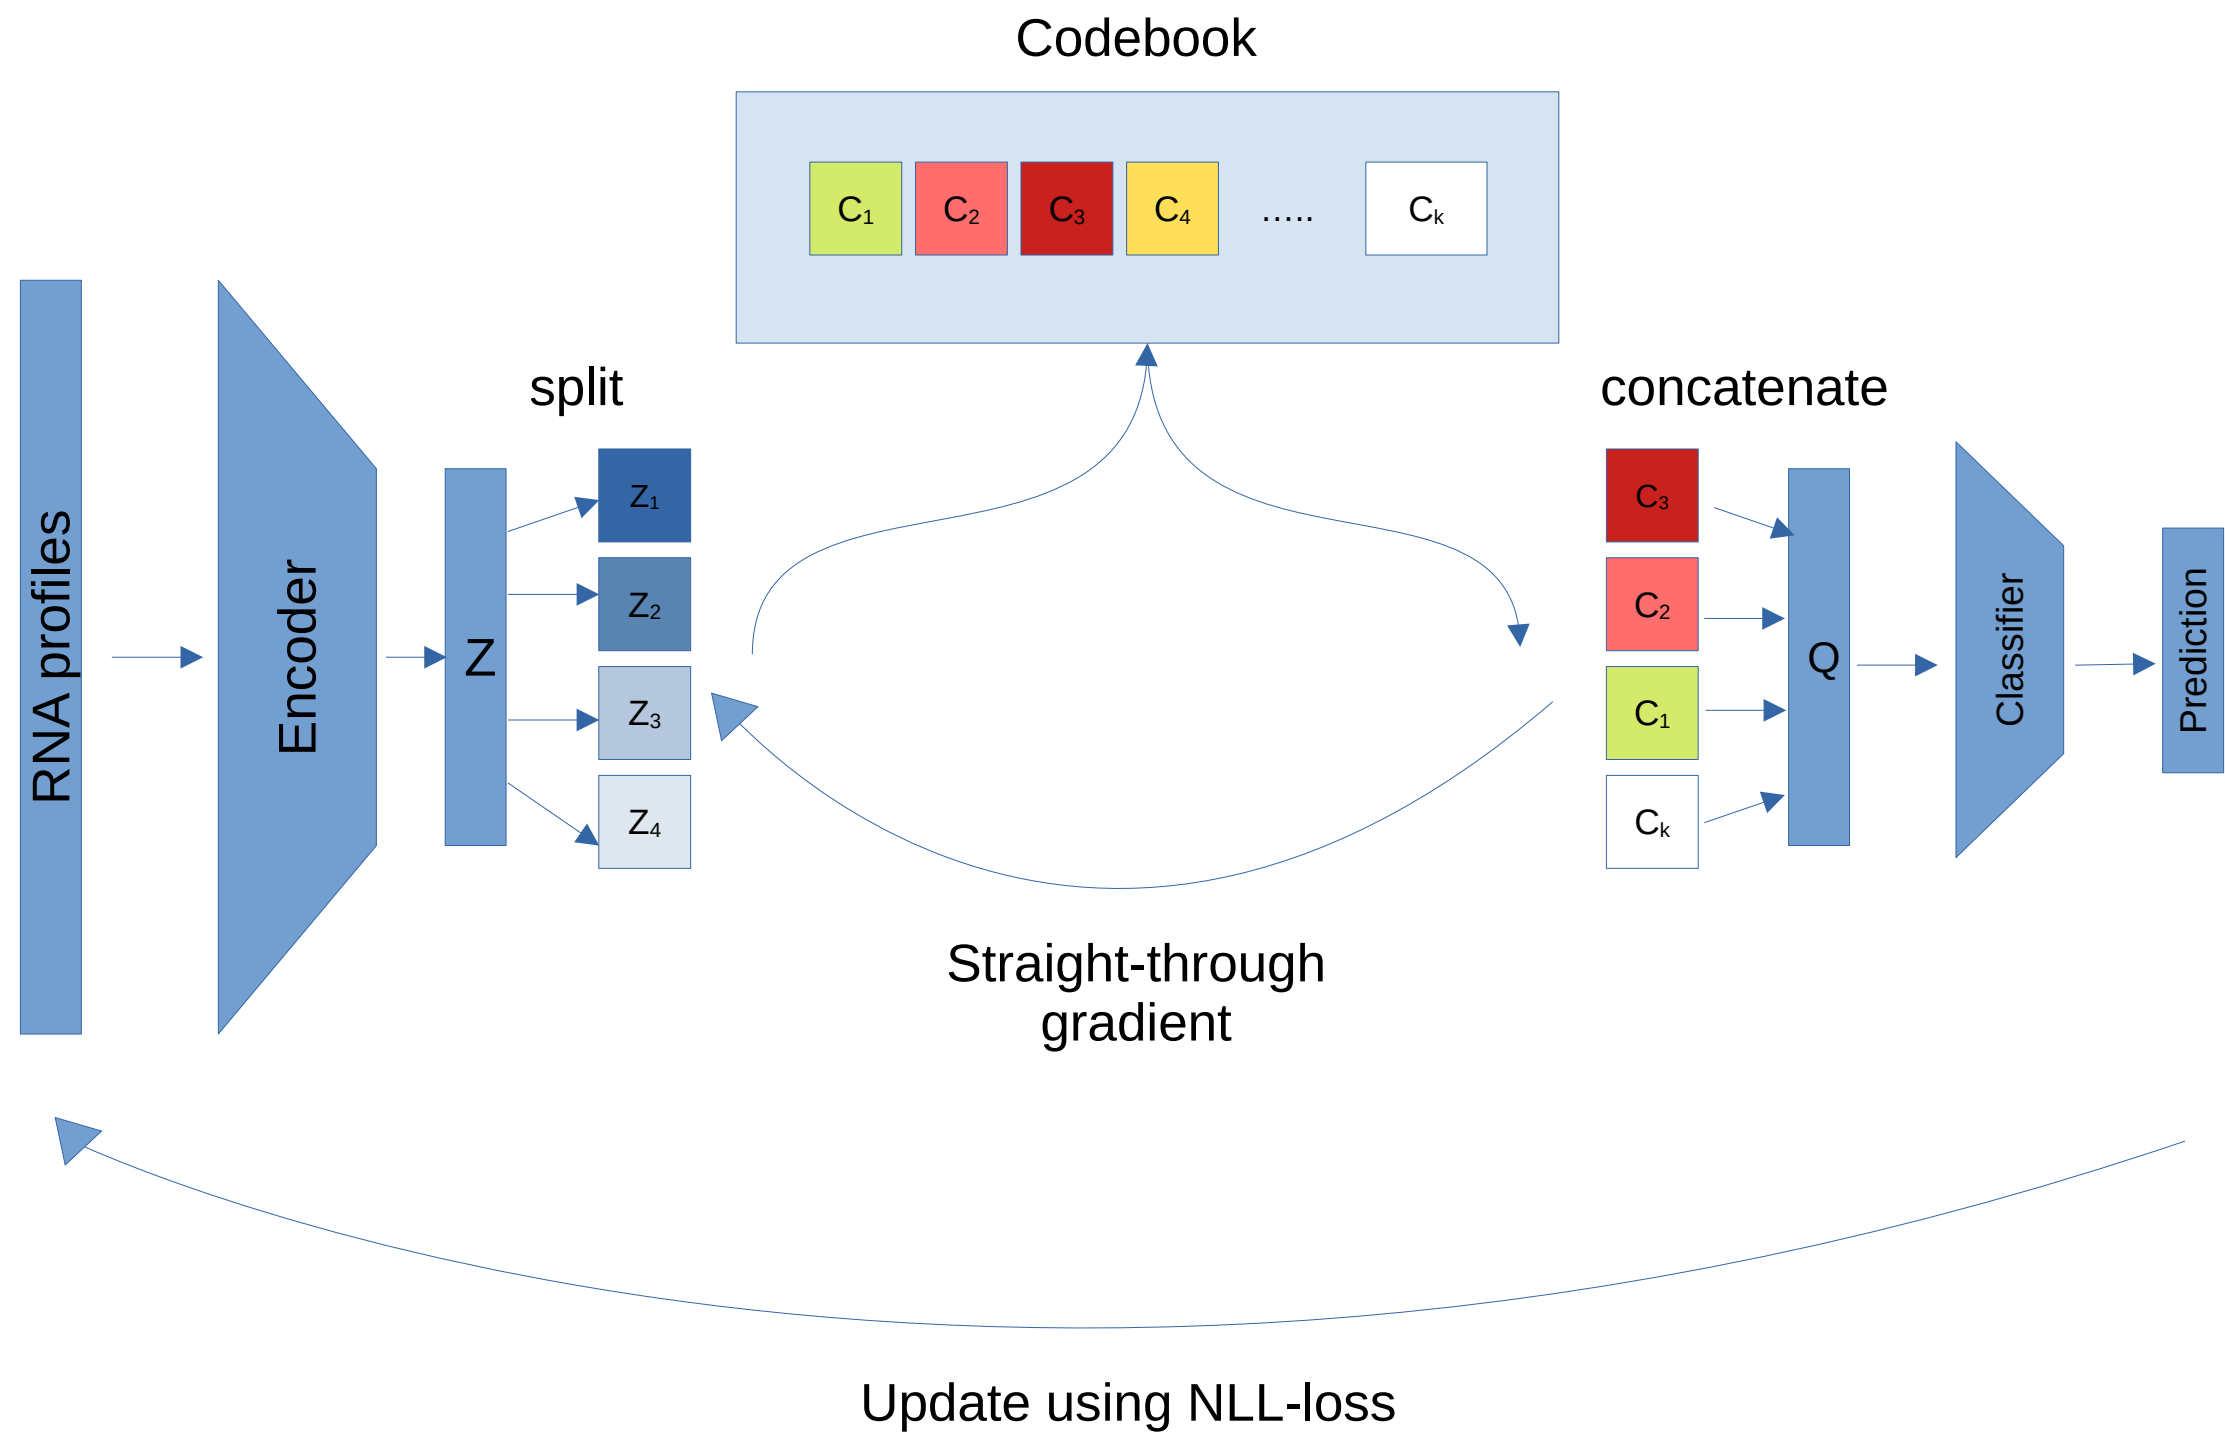 Codebook
C1
C2
C3
C4
.....
Ck
split
concatenate
RNA profiles
Encoder
Z
Z1
Z2
Z3
Z4
C3
C2
C1
Ck
Q
Classifier
Prediction
Straight-through
gradient
Update using NLL-loss